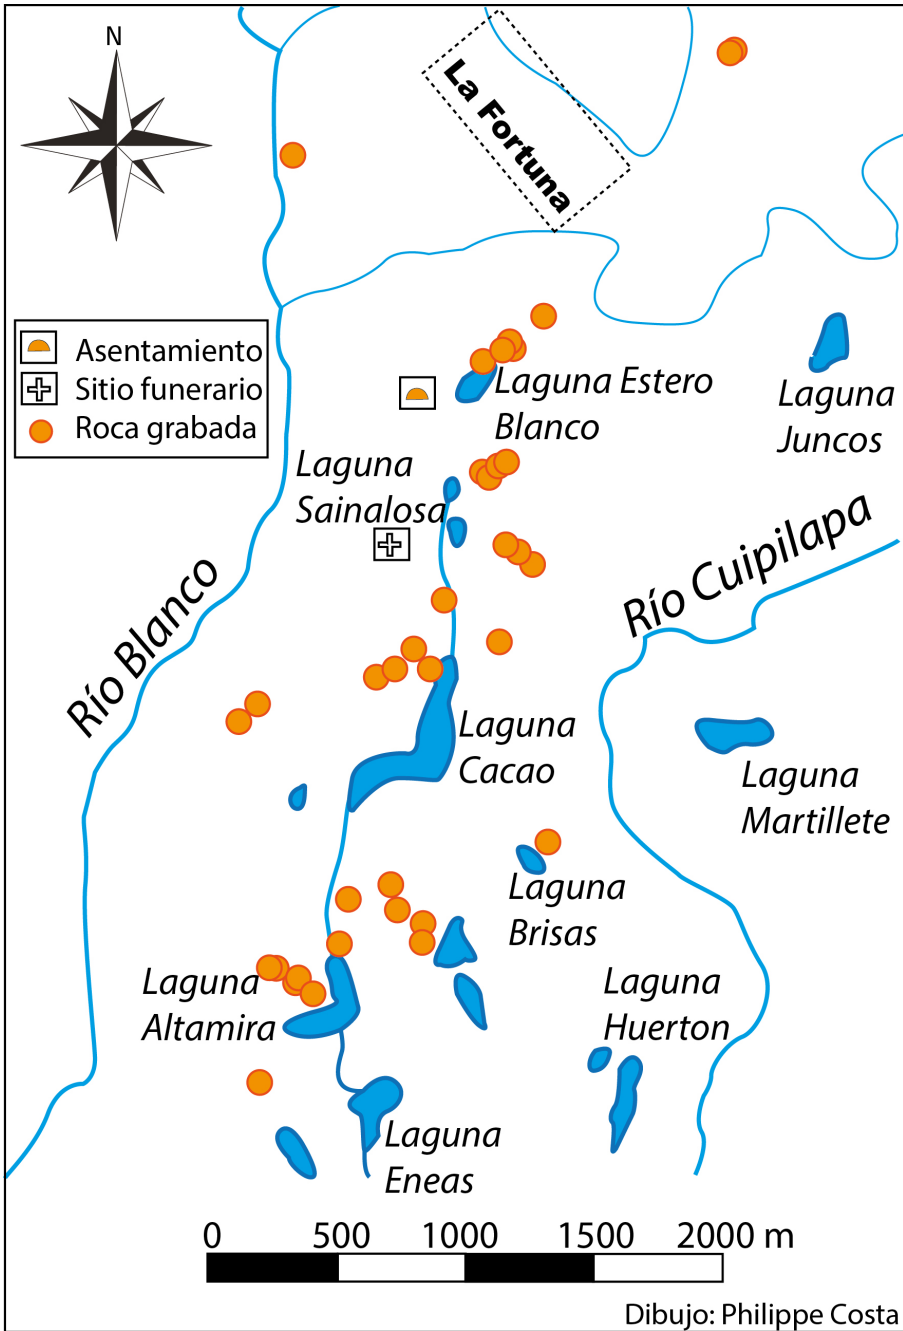 N
La Fortuna
Asentamiento
Sitio funerario
Roca grabada
Laguna Estero
Blanco
Laguna
Juncos
Laguna
Sainalosa
Río Cuipilapa
Río Blanco
Laguna
Cacao
Laguna
Martillete
Laguna
Brisas
Laguna
Altamira
Laguna
Huerton
Laguna
Eneas
0 500 1000 1500 2000 m
Dibujo: Philippe Costa